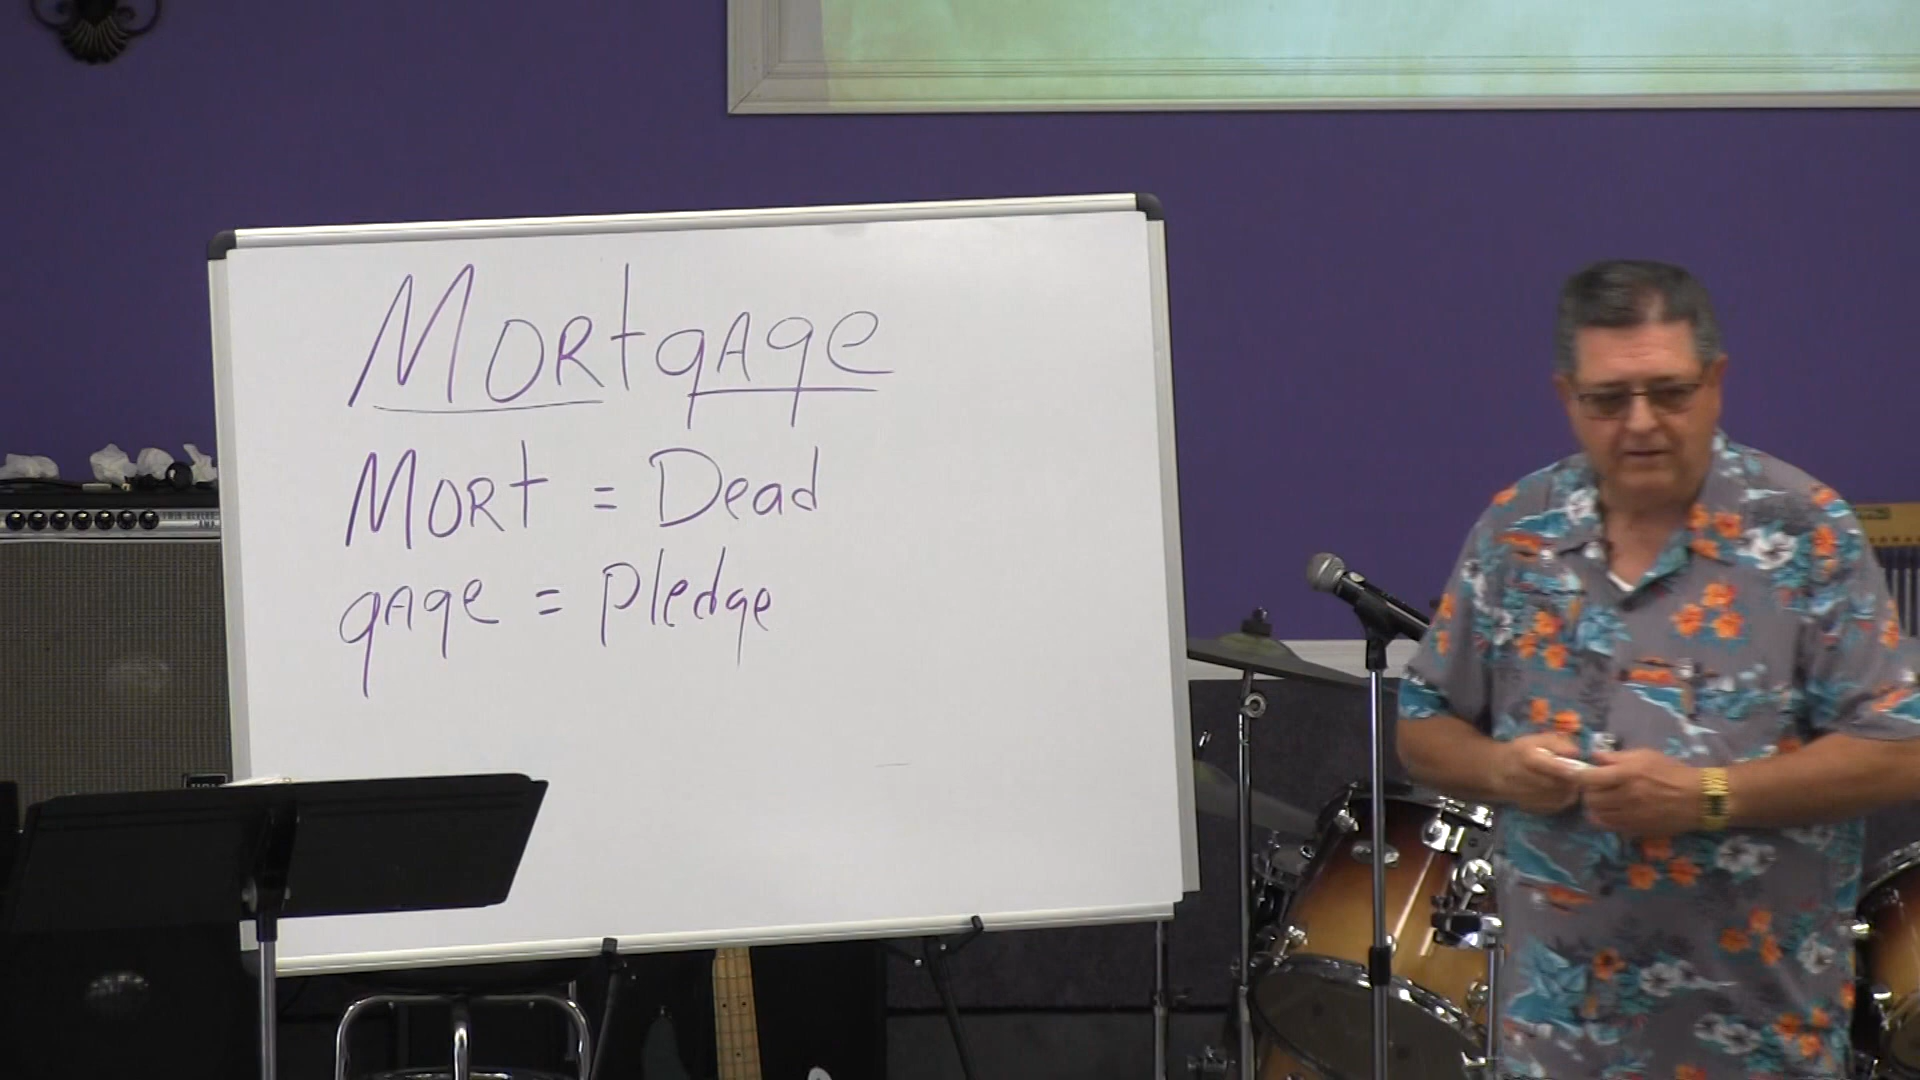 MORtgAge
MORt = Dead
gAge = pledge